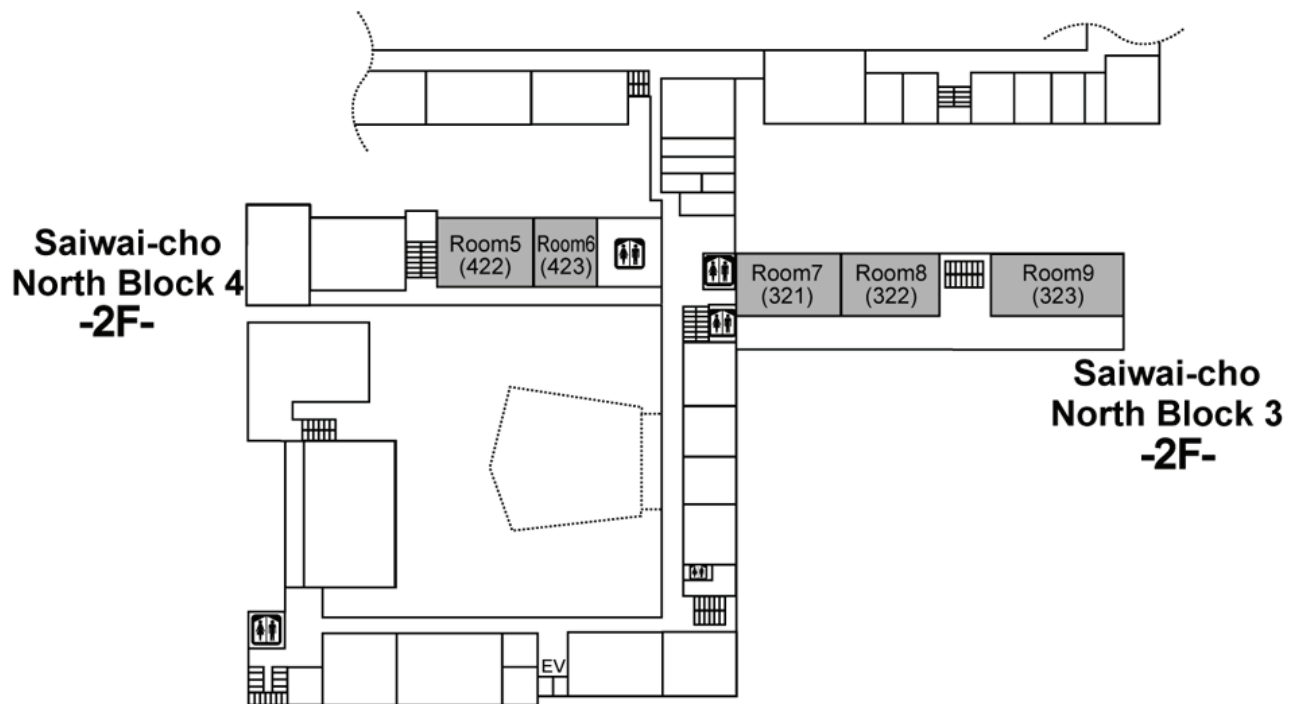 Saiwai-cho
North Block 4
-2F-
Room5
(422)
Room6
(423)
Room7
(321)
Room8
(322)
Room9
(323)
Saiwai-cho
North Block 3
-2F-
EV